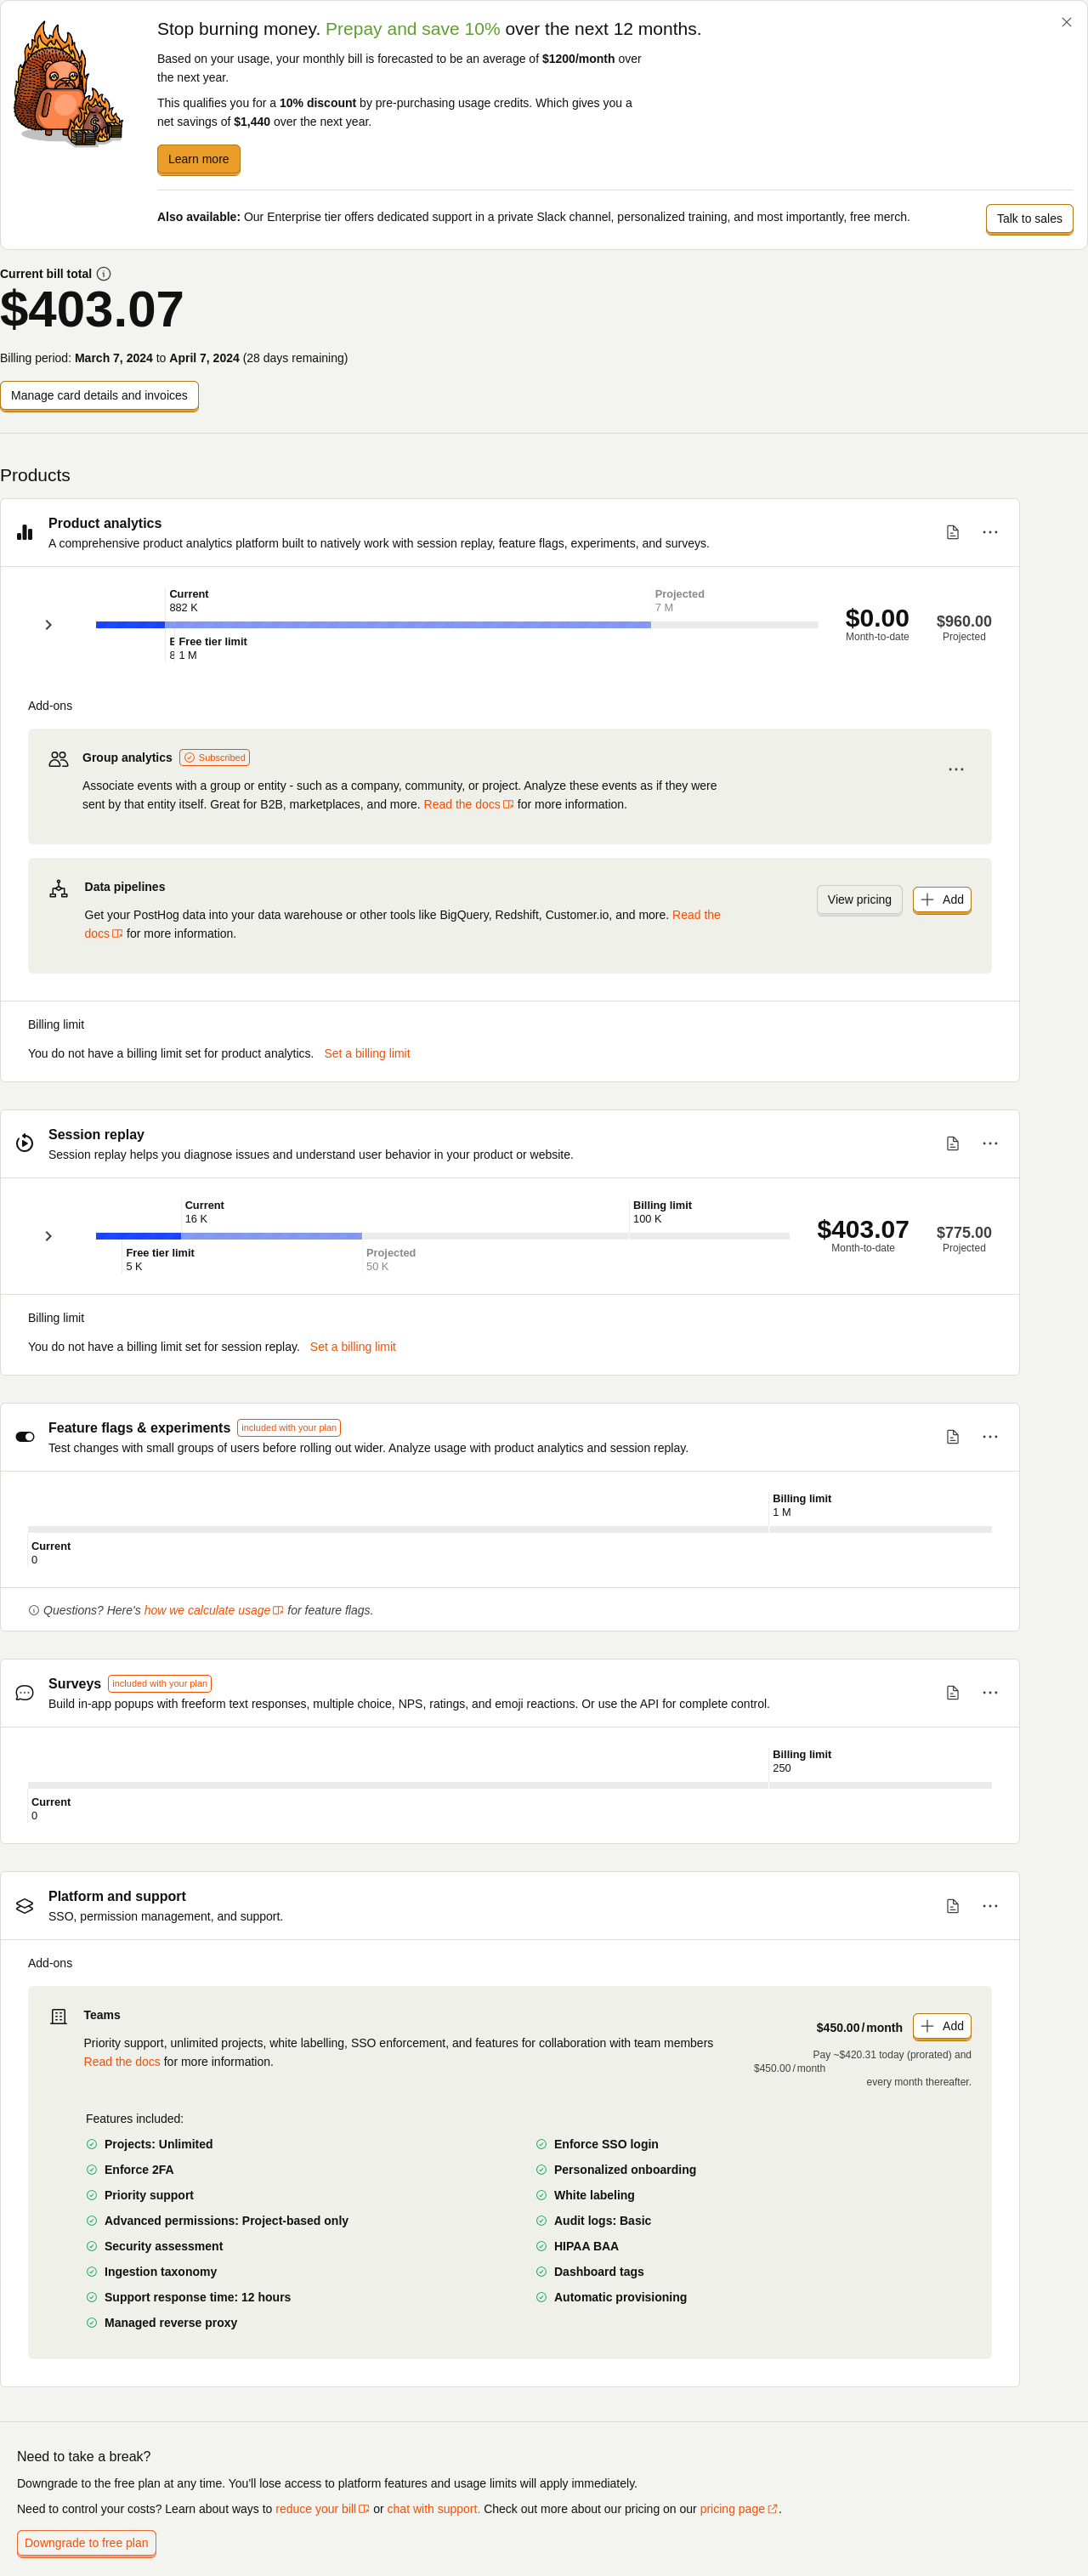 Stop burning money. Prepay and save 10% over the next 12 months.
Based on your usage, your monthly bill is forecasted to be an average of $1200/month over
the next year.
This qualifies you for a 10% discount by pre-purchasing usage credits. Which gives you a
net savings of $1,440 over the next year.
Learn more
Also available: Our Enterprise tier offers dedicated support in a private Slack channel, personalized training, and most importantly, free merch.
Talk to sales
Current bill total
$403.07
Billing period: March 7, 2024 to April 7, 2024 (28 days remaining)
Manage card details and invoices
Products
Product analytics
A comprehensive product analytics platform built to natively work with session replay, feature flags, experiments, and surveys.
Current
882 K
Projected
7 M
Free tier limit
1 M
$0.00
Month-to-date
$960.00
Projected
Add-ons
Group analytics Subscribed
Associate events with a group or entity - such as a company, community, or project. Analyze these events as if they were
sent by that entity itself. Great for B2B, marketplaces, and more. Read the docs for more information.
Data pipelines
Get your PostHog data into your data warehouse or other tools like BigQuery, Redshift, Customer.io, and more. Read the
docs for more information.
View pricing
Add
Billing limit
You do not have a billing limit set for product analytics. Set a billing limit
Session replay
Session replay helps you diagnose issues and understand user behavior in your product or website.
Current
16 K
Billing limit
100 K
Free tier limit
5 K
Projected
50 K
$403.07
Month-to-date
$775.00
Projected
Billing limit
You do not have a billing limit set for session replay. Set a billing limit
Feature flags & experiments included with your plan
Test changes with small groups of users before rolling out wider. Analyze usage with product analytics and session replay.
Billing limit
1 M
Current
0
Questions? Here's how we calculate usage for feature flags.
Surveys included with your plan
Build in-app popups with freeform text responses, multiple choice, NPS, ratings, and emoji reactions. Or use the API for complete control.
Billing limit
250
Current
0
Platform and support
SSO, permission management, and support.
Add-ons
Teams
Priority support, unlimited projects, white labelling, SSO enforcement, and features for collaboration with team members
Read the docs for more information.
$450.00/month
Add
Pay ~$420.31 today (prorated) and
$450.00/month
every month thereafter.
Features included:
Projects: Unlimited
Enforce SSO login
Enforce 2FA
Personalized onboarding
Priority support
White labeling
Advanced permissions: Project-based only
Audit logs: Basic
Security assessment
HIPAA BAA
Ingestion taxonomy
Dashboard tags
Support response time: 12 hours
Automatic provisioning
Managed reverse proxy
Need to take a break?
Downgrade to the free plan at any time. You'll lose access to platform features and usage limits will apply immediately.
Need to control your costs? Learn about ways to reduce your bill or chat with support. Check out more about our pricing on our pricing page.
Downgrade to free plan